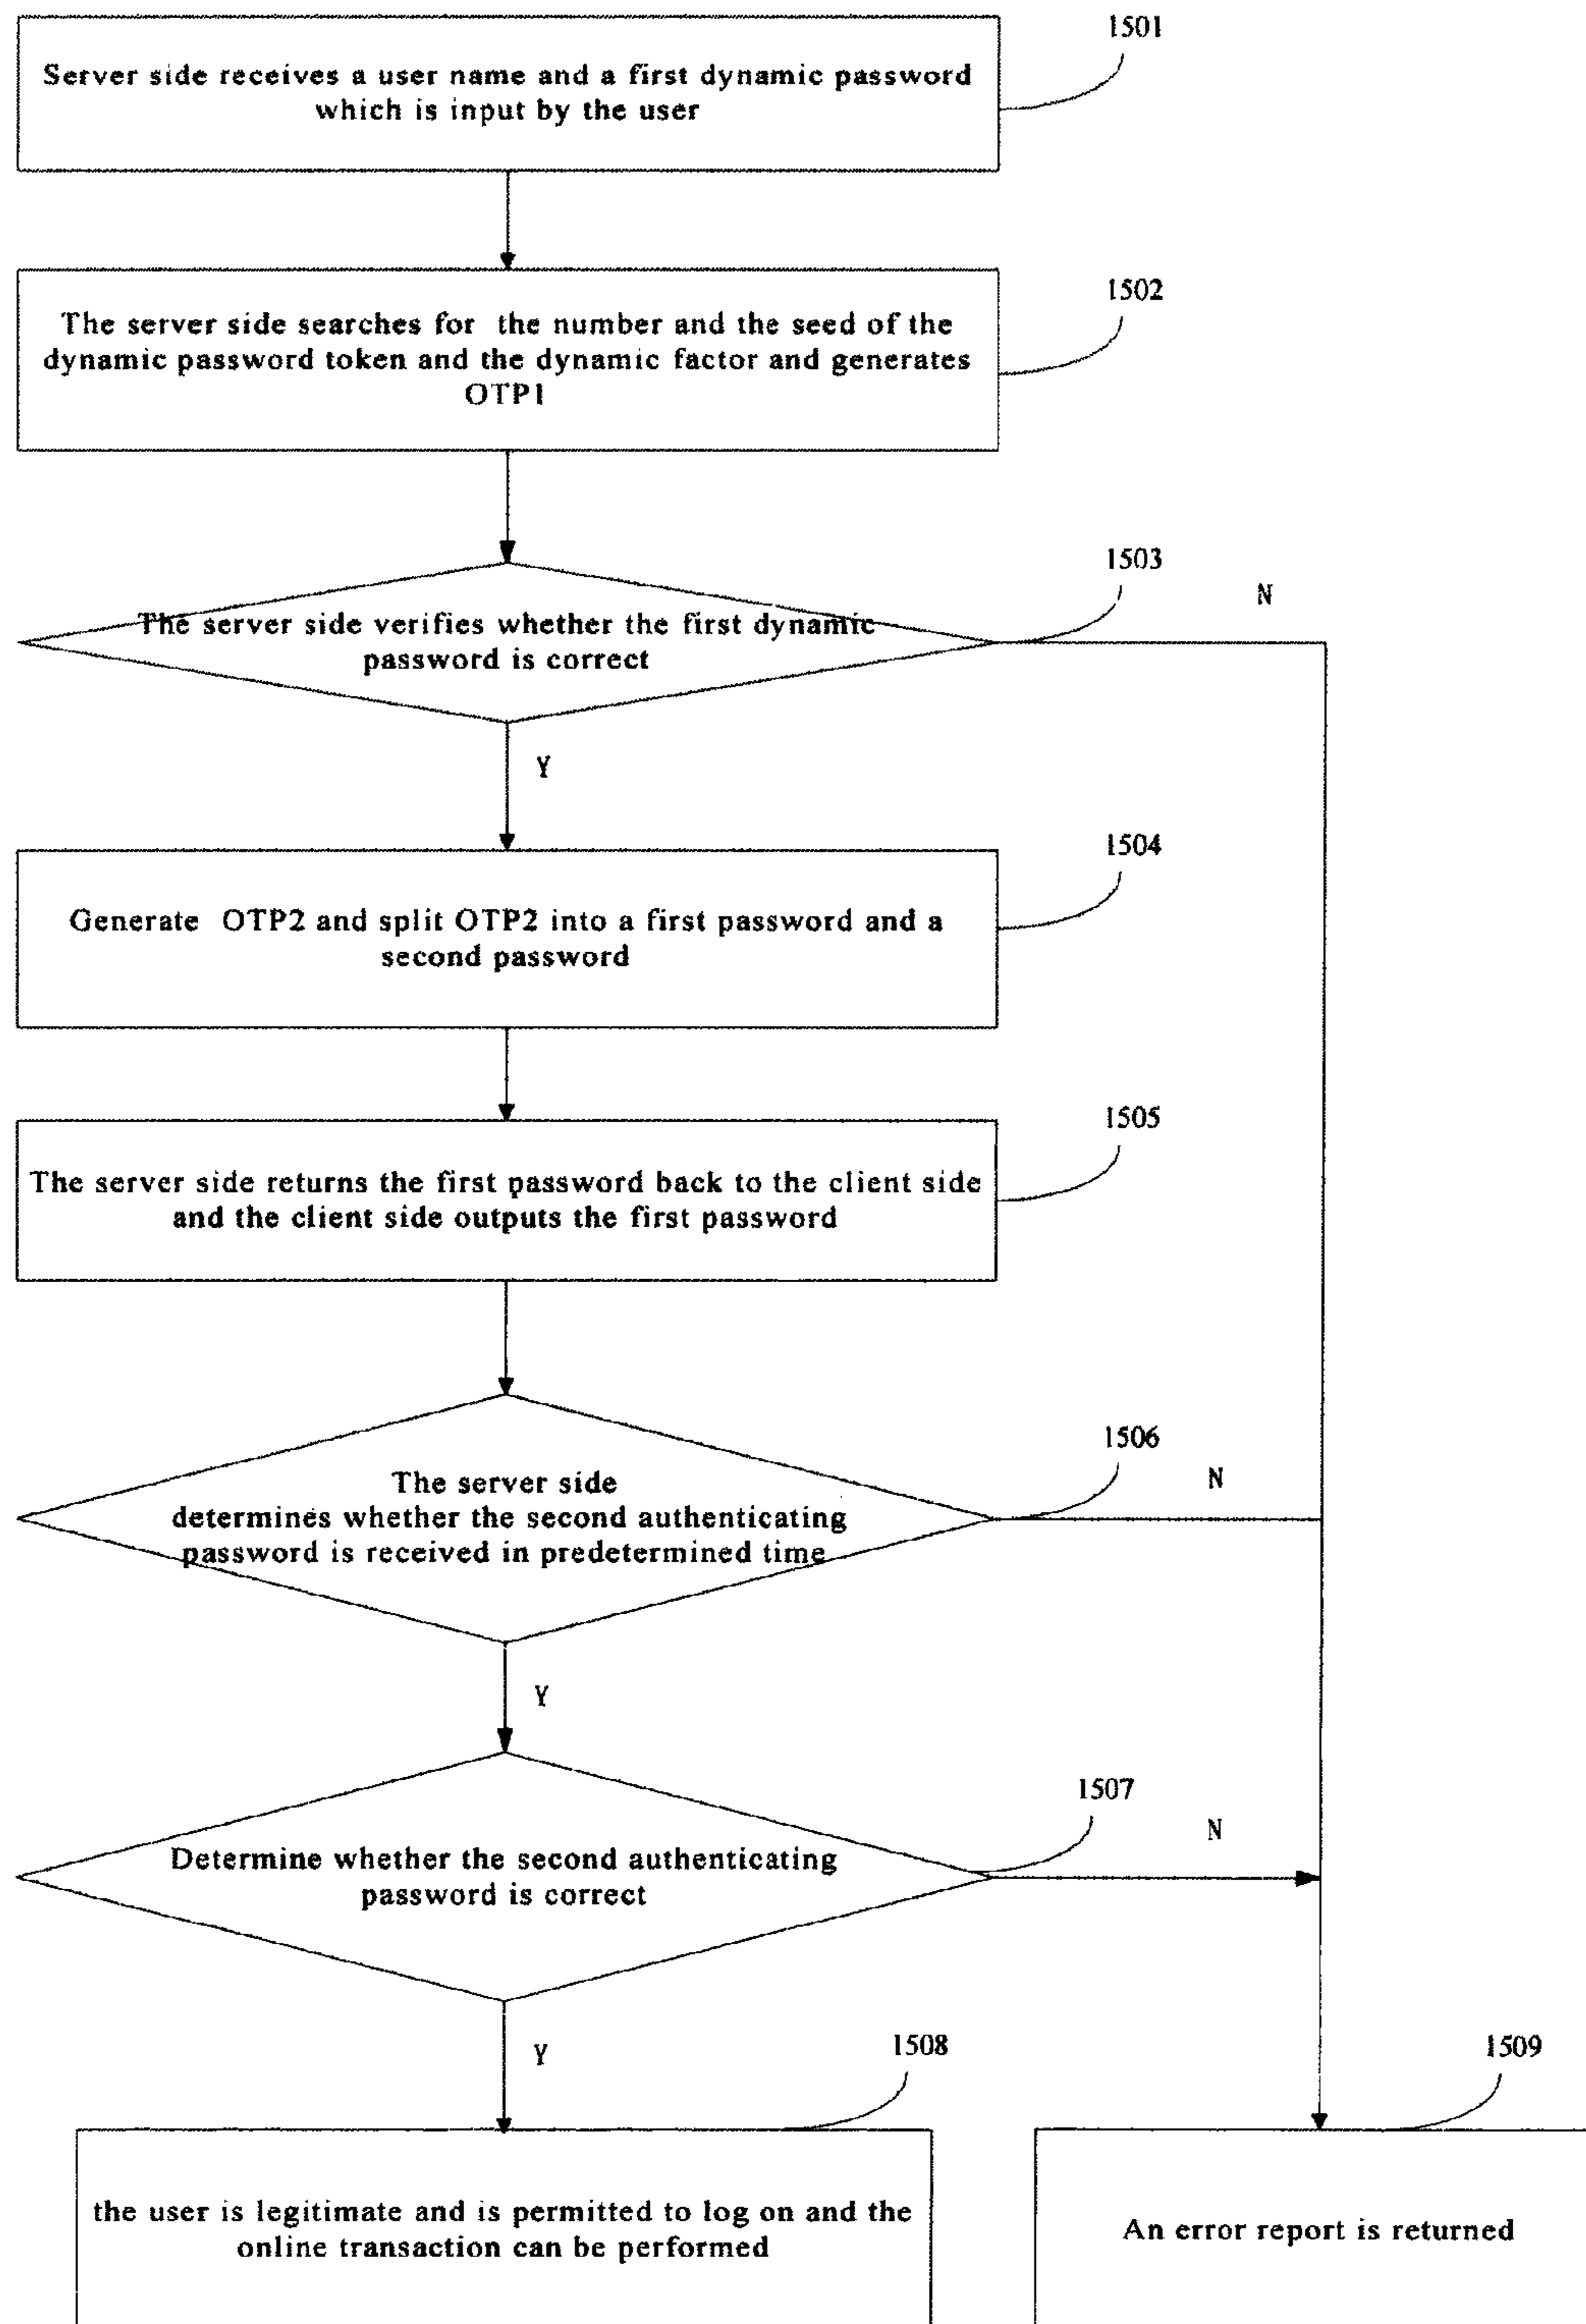 1501
Server side receives a user name and a first dynamic password
which is input by the user
1502
The server side searches for the number and the seed of the
dynamic password token and the dynamic factor and generates
OTP1
1503
N
The server side verifies whether the first dynamic
password is correct
Y
1504
Generate OTP2 and split OTP2 into a first password and a
second password
1505
The server side returns the first password back to the client side
and the client side outputs the first password
1506
N
The server side
determines whether the second authenticating
password is received in predetermined time
Y
1507
N
Determine whether the second authenticating
password is correct
Y
1508
1509
the user is legitimate and is permitted to log on and the
online transaction can be performed
An error report is returned